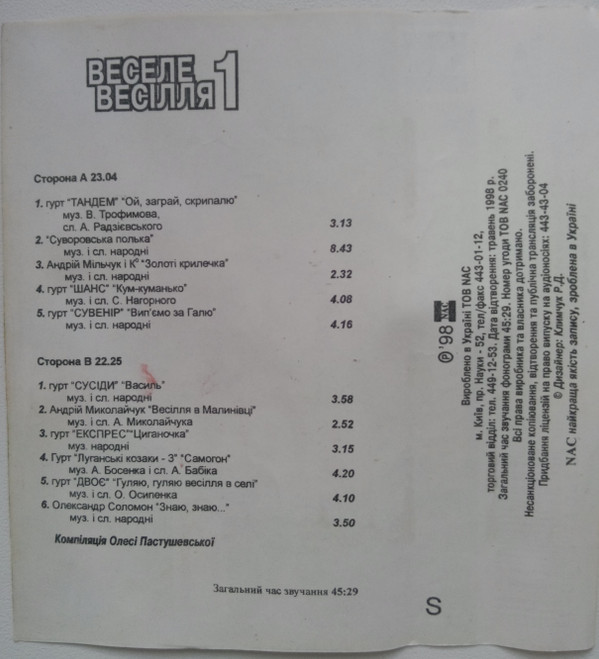 ВЕСЕЛЕ
ВЕСІЛЛЯ 1
Сторона А 23.04
1. гурт "ТАНДЕМ" "Ой, заграй, скрипалю"
муз. В. Трофимова,
сл. А. Радзієвського 3.13
2. "Суворовська полька"
муз. і сл. народні 8.43
3. Андрій Мільчук і К° "Золоті крилечка"
муз. і сл. народні 2.32
4. гурт "ШАНС" "Кум-куманько"
муз. і сл. С. Нагорного 4.08
5. гурт "СУВЕНІР" "Вип'ємо за Галю"
муз. і сл. народні 4.16
Сторона В 22.25
1. гурт "СУСІДИ" "Василь"
муз. і сл. народні 3.58
2. Андрій Миколайчук "Весілля в Малинівці"
муз. і сл. А. Миколайчука 2.52
3. гурт "ЕКСПРЕС" "Циганочка"
муз. народні 3.15
4. Гурт "Луганські козаки - 3" "Самогон"
муз. А. Босенка і сл. А. Бабіка 4.20
5. гурт "ДВОЄ" "Гуляю, гуляю весілля в селі"
муз. і сл. О. Осипенка 4.10
6. Олександр Соломон "Знаю, знаю..."
муз. і сл. народні 3.50
Компіляція Олесі Пастушевської
Загальний час звучання 45:29
℗ '98 NAC
Вироблено в Україні ТОВ NAC
м. Київ, пр. Науки - 52, тел/факс 443-01-12,
торговий відділ: тел. 449-12-53. Дата відтворення: травень 1998 р.
Загальний час звучання фонограми 45:29. Номер угоди ТОВ NAC 0240
Всі права виробника та власника дотримано.
Несанкціоноване копіювання, відтворення та публічна трансляція заборонені.
Придбання ліцензій на право випуску на аудіоносіях: 443-43-04
© Дизайнер: Климчук Р.Д.
NAC найкраща якість запису, зроблена в Україні
S